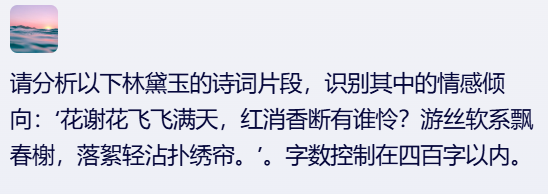 请分析以下林黛玉的诗词片段，识别其中的情感倾
向：‘花谢花飞飞满天，红消香断有谁怜？游丝软系飘
春榭，落絮轻沾扑绣帘。’。字数控制在四百字以内。